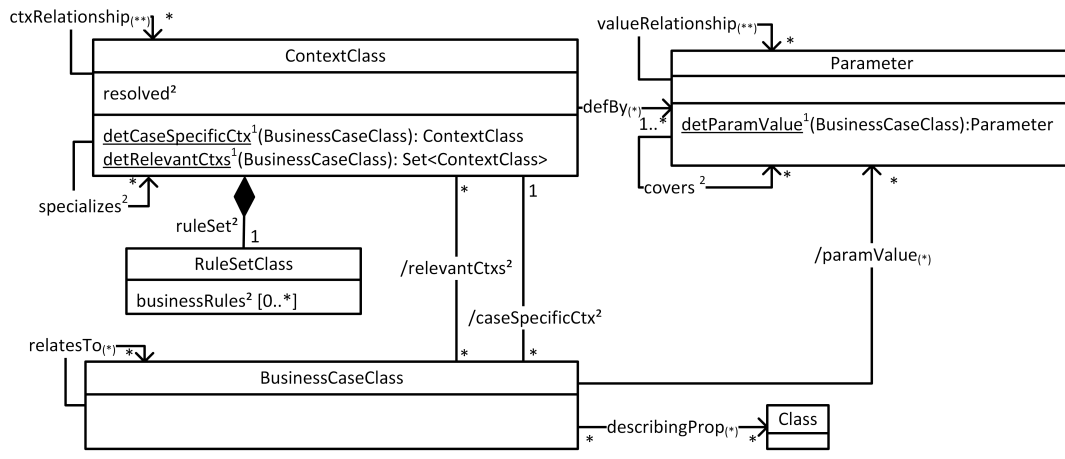 ctxRelationship(**)
*
valueRelationship(**)
*
ContextClass
Parameter
resolved²
defBy(*)
1..*
detCaseSpecificCtx¹(BusinessCaseClass): ContextClass
detParamValue¹(BusinessCaseClass):Parameter
detRelevantCtxs¹(BusinessCaseClass): Set<ContextClass>
*
specializes²
*
1
covers ²
*
*
ruleSet²
1
RuleSetClass
businessRules² [0..*]
/relevantCtxs²
/paramValue(*)
/caseSpecificCtx²
relatesTo(*)
*
*
*
BusinessCaseClass
Class
describingProp(*)
*
*